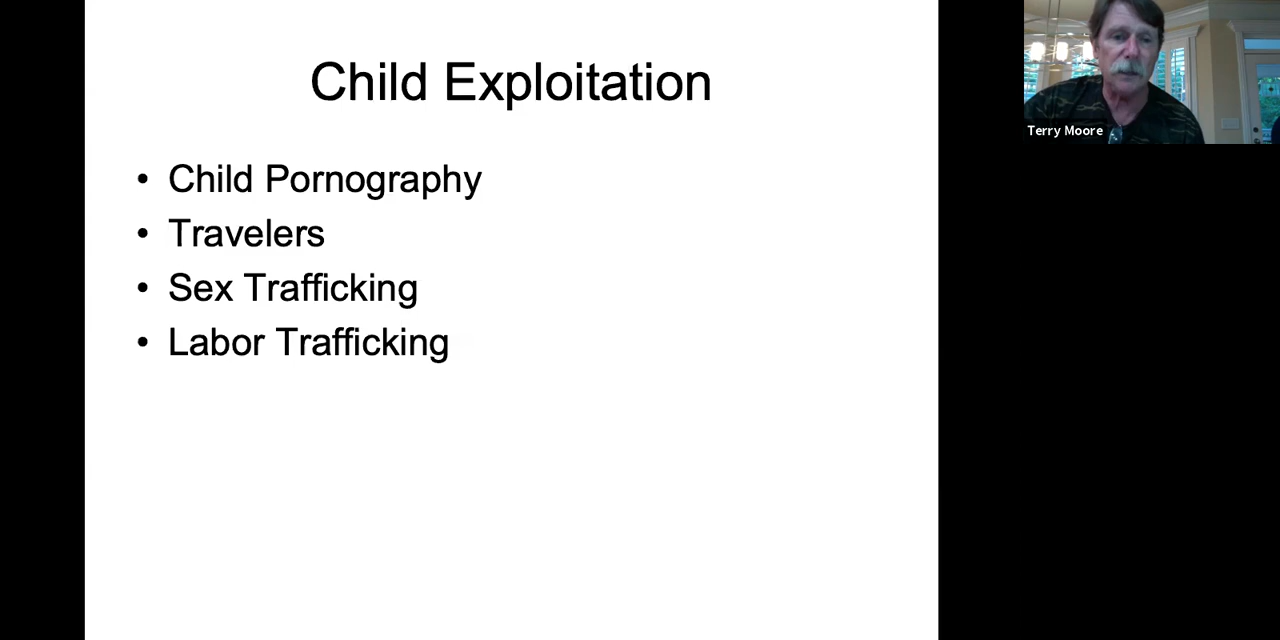 Child Exploitation
• Child Pornography
• Travelers
• Sex Trafficking
• Labor Trafficking
Terry Moore